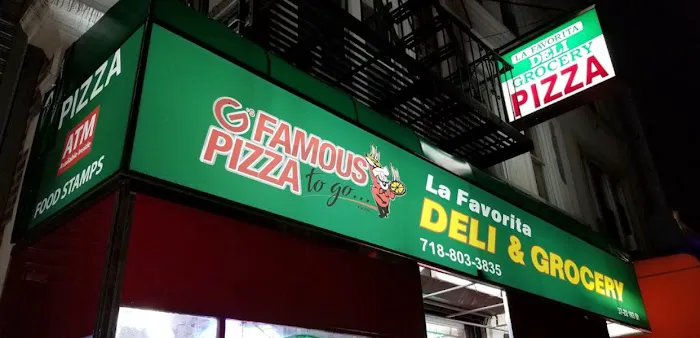 PIZZA
ATM
FOOD STAMPS
G's FAMOUS
PIZZA to go...
La Favorita
DELI & GROCERY
718-803-3835
LA FAVORITA
DELI
GROCERY
PIZZA